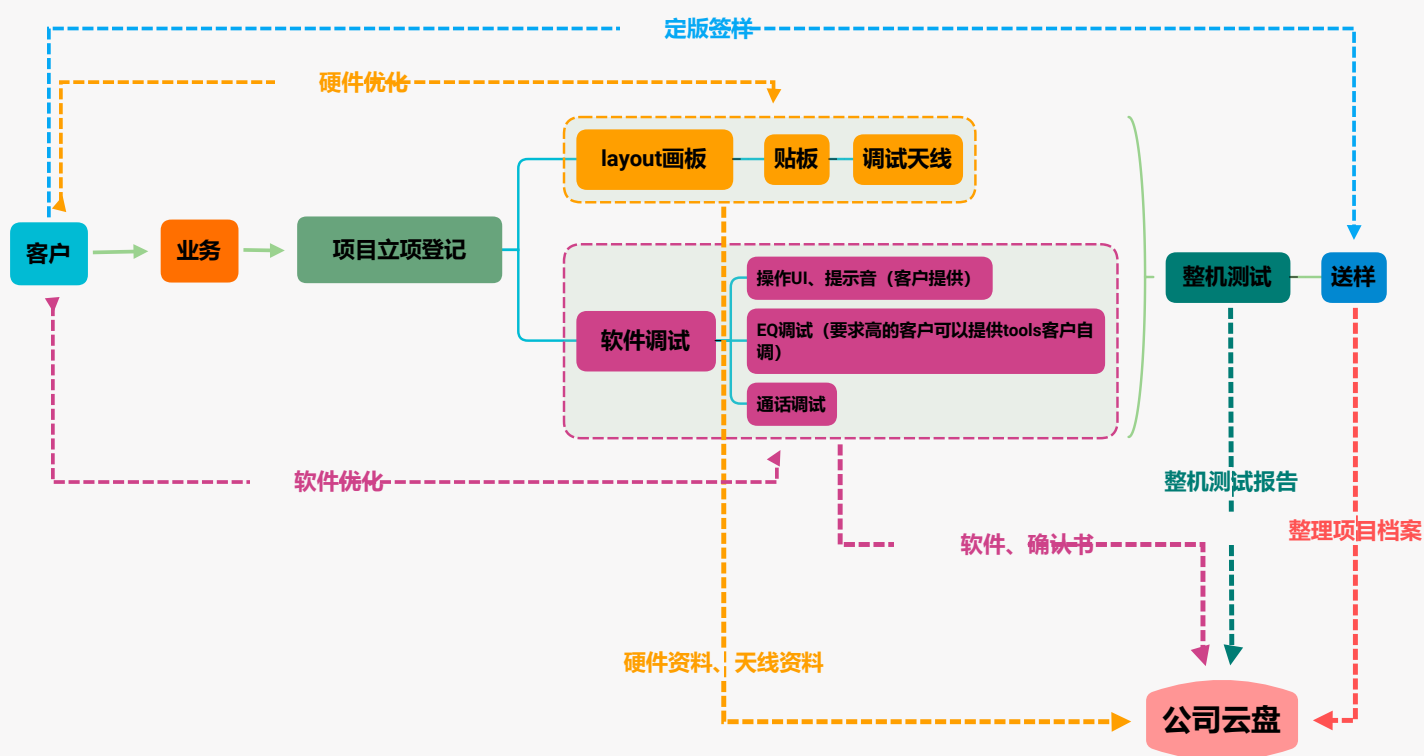 定版签样
硬件优化
layout画板
贴板
调试天线
客户
业务
项目立项登记
操作UI、提示音（客户提供）
整机测试
送样
软件调试
EQ调试（要求高的客户可以提供tools客户自
调）
通话调试
软件优化
整机测试报告
整理项目档案
软件、确认书
硬件资料、天线资料
公司云盘